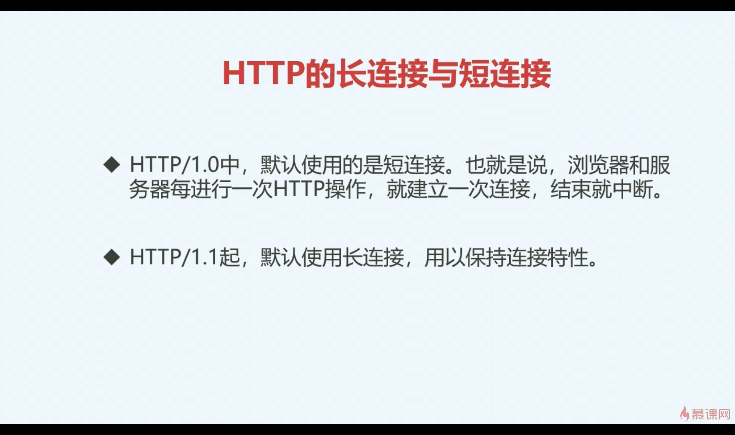 HTTP的长连接与短连接
◆ HTTP/1.0中，默认使用的是短连接。也就是说，浏览器和服
务器每进行一次HTTP操作，就建立一次连接，结束就中断。
◆ HTTP/1.1起，默认使用长连接，用以保持连接特性。
慕课网